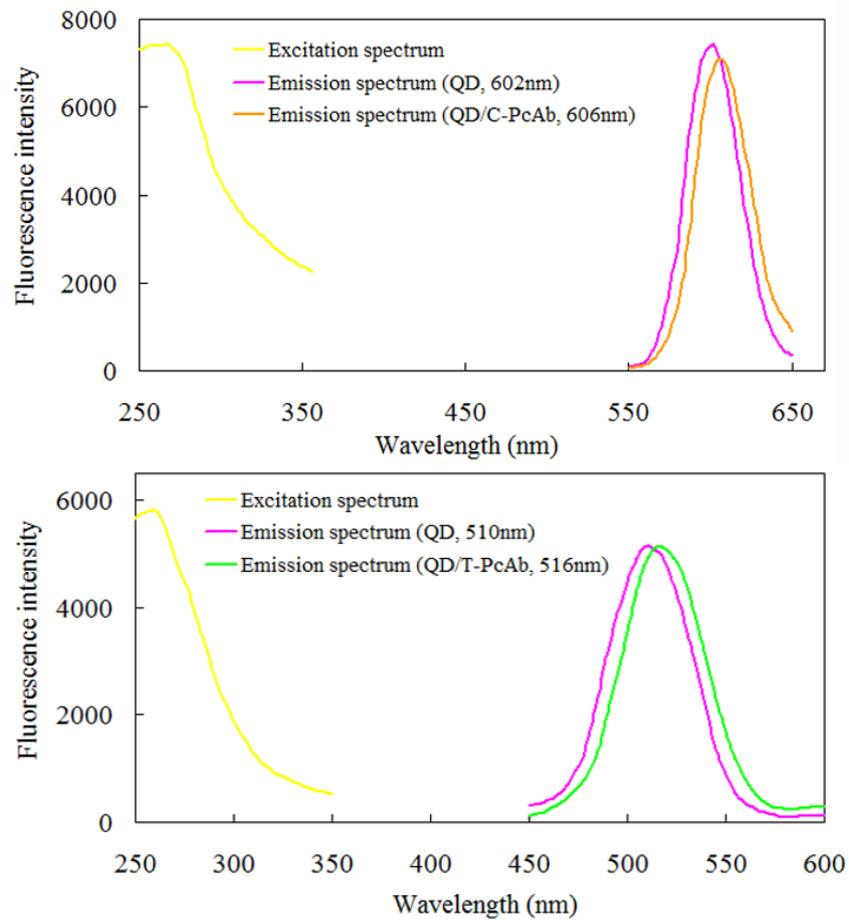 8000
6000
4000
2000
0
Fluorescence intensity
Excitation spectrum
Emission spectrum (QD, 602nm)
Emission spectrum (QD/C-PcAb, 606nm)
250 350 450 550 650
Wavelength (nm)
6000
4000
2000
0
Fluorescence intensity
Excitation spectrum
Emission spectrum (QD, 510nm)
Emission spectrum (QD/T-PcAb, 516nm)
250 300 350 400 450 500 550 600
Wavelength (nm)